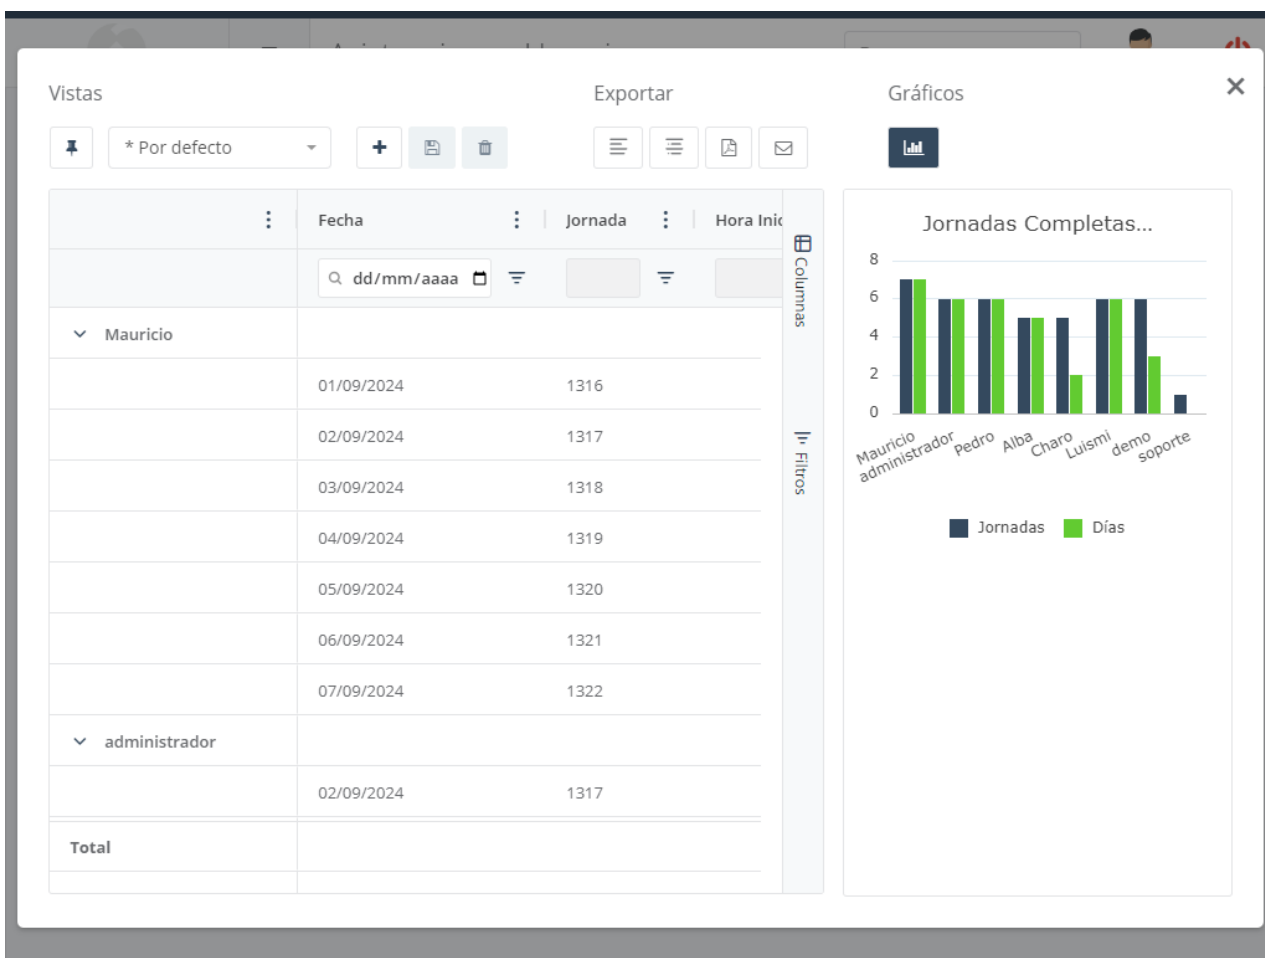 Vistas
Exportar
Gráficos
* Por defecto
Fecha
Jornada
Hora Inic
dd/mm/aaaa
Columnas
Filtros
Mauricio
01/09/2024 1316
02/09/2024 1317
03/09/2024 1318
04/09/2024 1319
05/09/2024 1320
06/09/2024 1321
07/09/2024 1322
administrador
02/09/2024 1317
Total
Jornadas Completas...
8
6
4
2
0
Mauricio
administrador
Pedro
Alba
Charo
Luismi
demo
soporte
Jornadas
Días